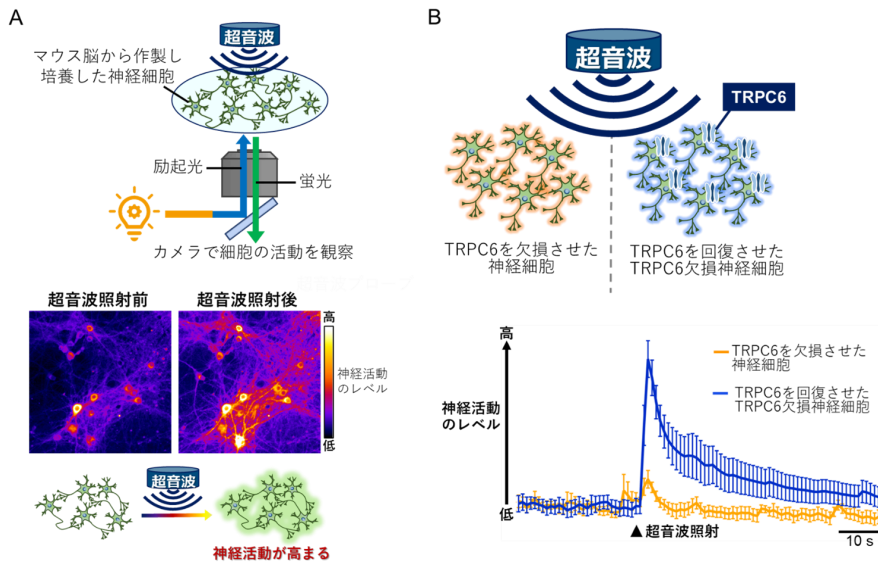 A
超音波
マウス脳から作製し
培養した神経細胞
励起光
蛍光
カメラで細胞の活動を観察
超音波照射前
超音波照射後
高
神経活動
のレベル
低
超音波
神経活動が高まる
B
超音波
TRPC6
TRPC6を欠損させた
神経細胞
TRPC6を回復させた
TRPC6欠損神経細胞
高
神経活動
のレベル
低
TRPC6を欠損させた
神経細胞
TRPC6を回復させた
TRPC6欠損神経細胞
▲超音波照射
10 s